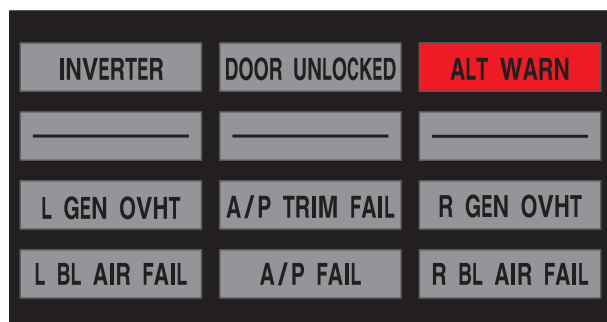 INVERTER
DOOR UNLOCKED
ALT WARN
L GEN OVHT
A/P TRIM FAIL
R GEN OVHT
L BL AIR FAIL
A/P FAIL
R BL AIR FAIL